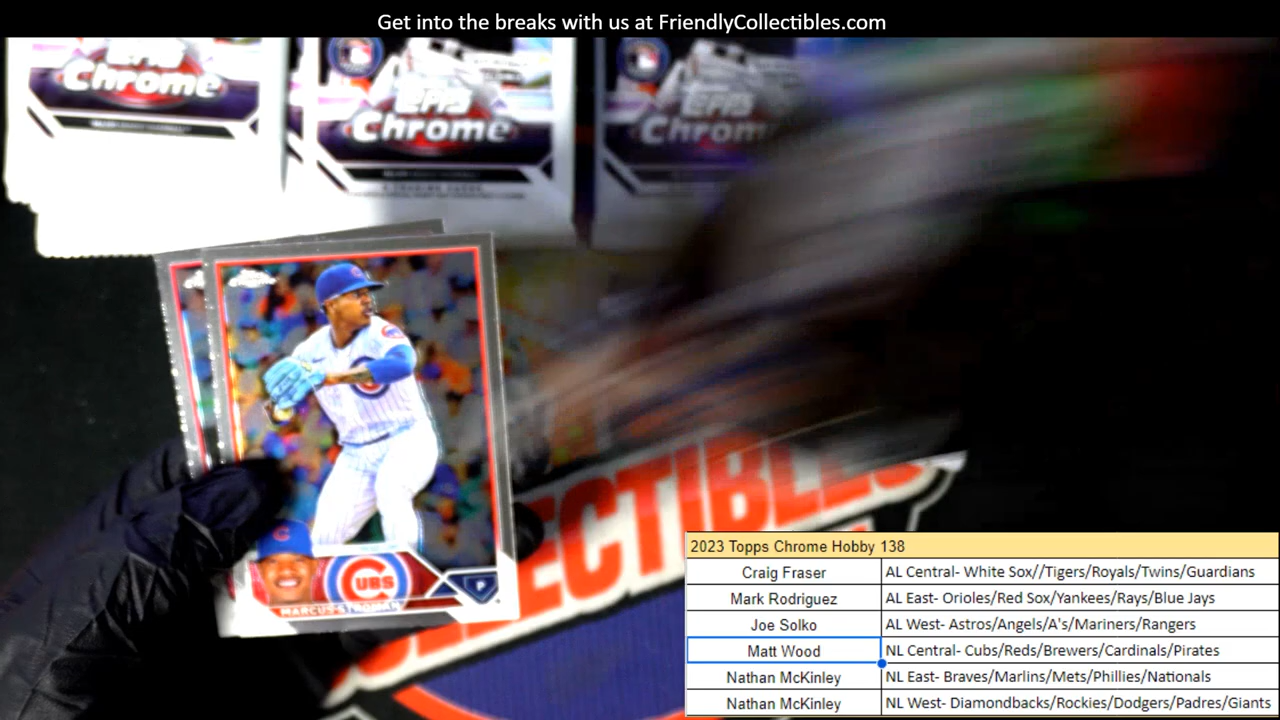 Get into the breaks with us at FriendlyCollectibles.com
Chrome
Chrome
Chrome
CUBS
MARCUS STROMAN
P
ECTIBLES
2023 Topps Chrome Hobby 138
Craig Fraser AL Central- White Sox//Tigers/Royals/Twins/Guardians
Mark Rodriguez AL East- Orioles/Red Sox/Yankees/Rays/Blue Jays
Joe Solko AL West- Astros/Angels/A's/Mariners/Rangers
Matt Wood NL Central- Cubs/Reds/Brewers/Cardinals/Pirates
Nathan McKinley NL East- Braves/Marlins/Mets/Phillies/Nationals
Nathan McKinley NL West- Diamondbacks/Rockies/Dodgers/Padres/Giants